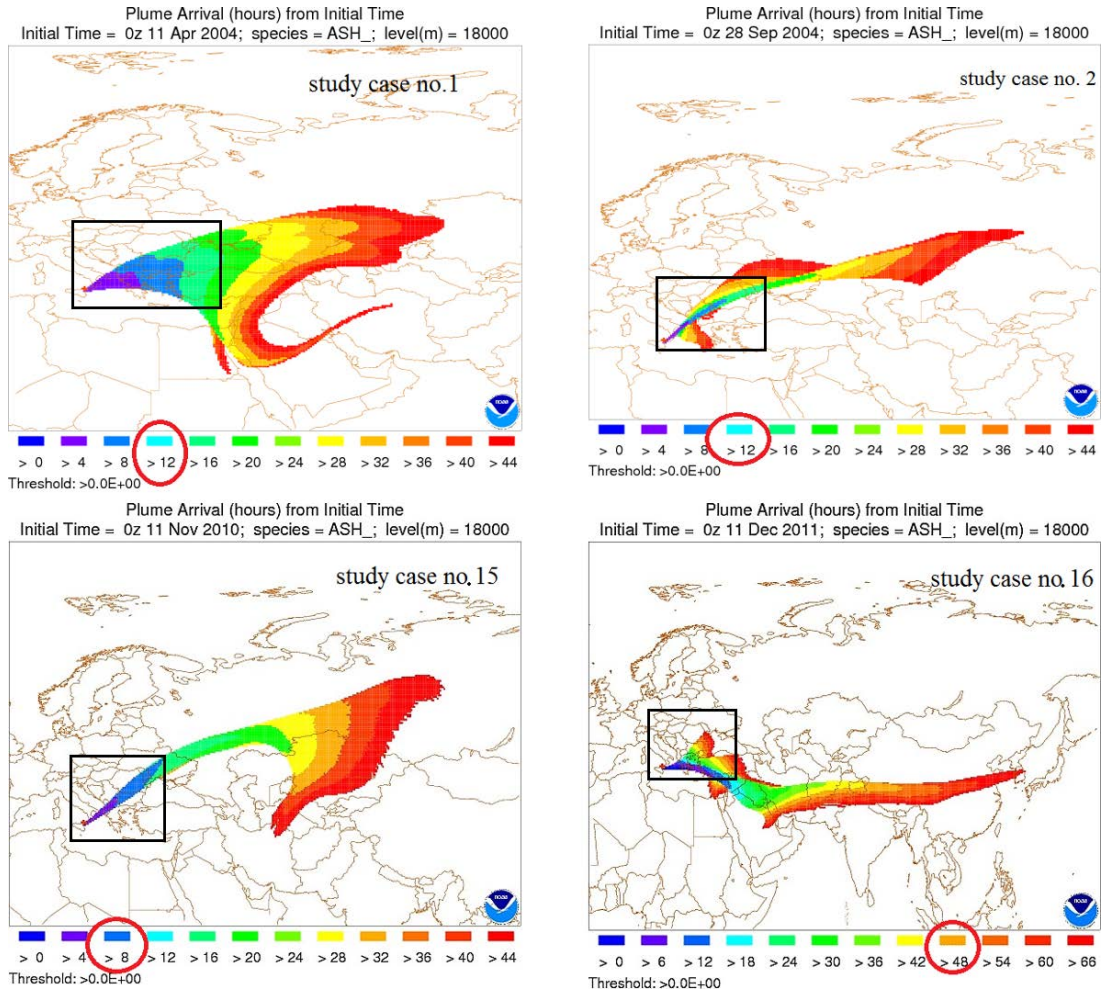 Plume Arrival (hours) from Initial Time
Initial Time = 0z 11 Apr 2004; species = ASH_; level(m) = 18000
study case no.1
noaa
> 0 > 4 > 8 > 12 > 16 > 20 > 24 > 28 > 32 > 36 > 40 > 44
Threshold: >0.0E+00
Plume Arrival (hours) from Initial Time
Initial Time = 0z 28 Sep 2004; species = ASH_; level(m) = 18000
study case no. 2
noaa
> 0 > 4 > 8 > 12 > 16 > 20 > 24 > 28 > 32 > 36 > 40 > 44
Threshold: >0.0E+00
Plume Arrival (hours) from Initial Time
Initial Time = 0z 11 Nov 2010; species = ASH_; level(m) = 18000
study case no. 15
noaa
> 0 > 4 > 8 > 12 > 16 > 20 > 24 > 28 > 32 > 36 > 40 > 44
Threshold: >0.0E+00
Plume Arrival (hours) from Initial Time
Initial Time = 0z 11 Dec 2011; species = ASH_; level(m) = 18000
study case no. 16
noaa
> 0 > 6 > 12 > 18 > 24 > 30 > 36 > 42 > 48 > 54 > 60 > 66
Threshold: >0.0E+00